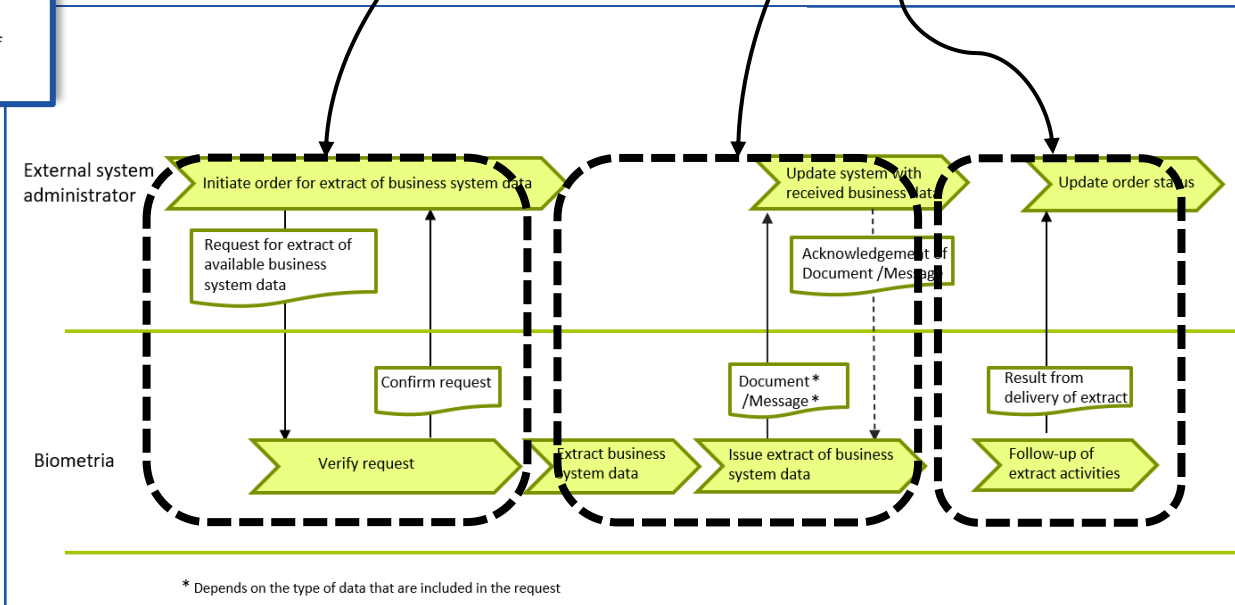 External system
administrator
Initiate order for extract of business system data
Update system with
received business data
Update order status
Request for extract of
available business
system data
Acknowledgement of
Document /Message
Confirm request
Document *
/Message *
Result from
delivery of extract
Biometria
Verify request
Extract business
system data
Issue extract of business
system data
Follow-up of
extract activities
* Depends on the type of data that are included in the request